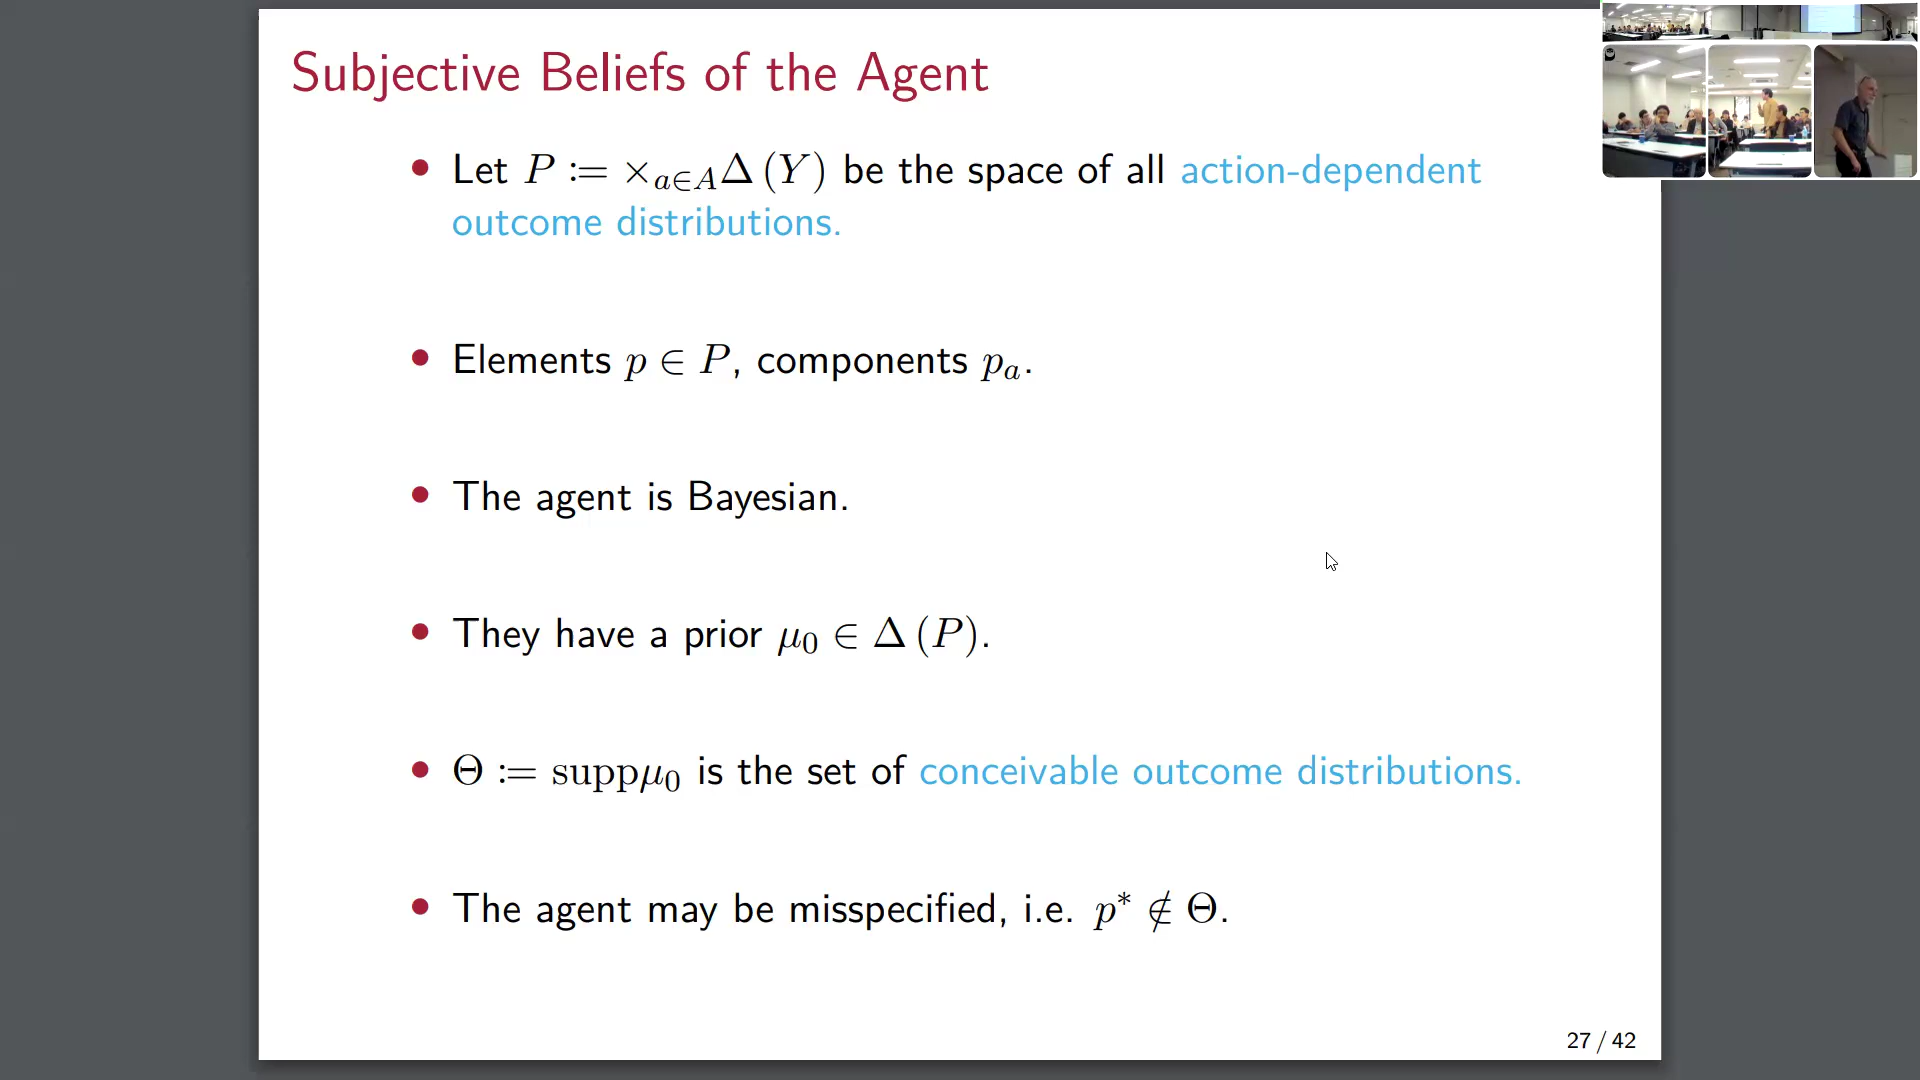 Subjective Beliefs of the Agent
• Let P := ×_{a∈A}Δ (Y) be the space of all action-dependent
outcome distributions.
• Elements p ∈ P, components p_a.
• The agent is Bayesian.
• They have a prior μ_0 ∈ Δ (P).
• Θ := suppμ_0 is the set of conceivable outcome distributions.
• The agent may be misspecified, i.e. p* ∉ Θ.
27 / 42